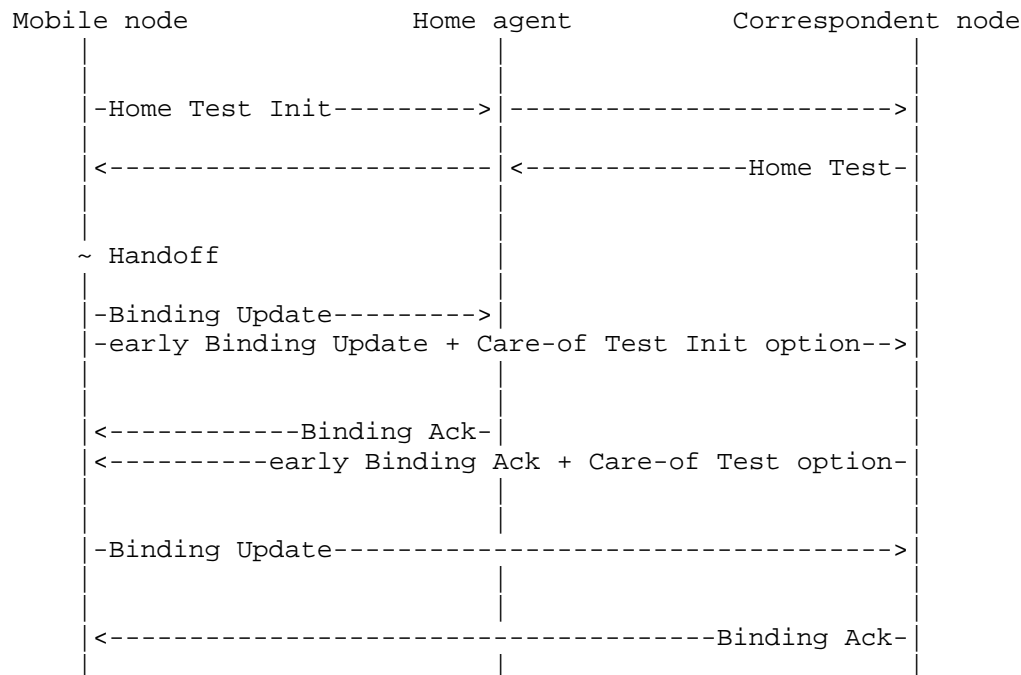 Mobile node Home agent Correspondent node
-Home Test Init--------->|------------------------>
<------------------------|<--------------Home Test-
~ Handoff
-Binding Update--------->
-early Binding Update + Care-of Test Init option-->
<------------Binding Ack-
<----------early Binding Ack + Care-of Test option-
-Binding Update----------------------------------->
<--------------------------------------Binding Ack-